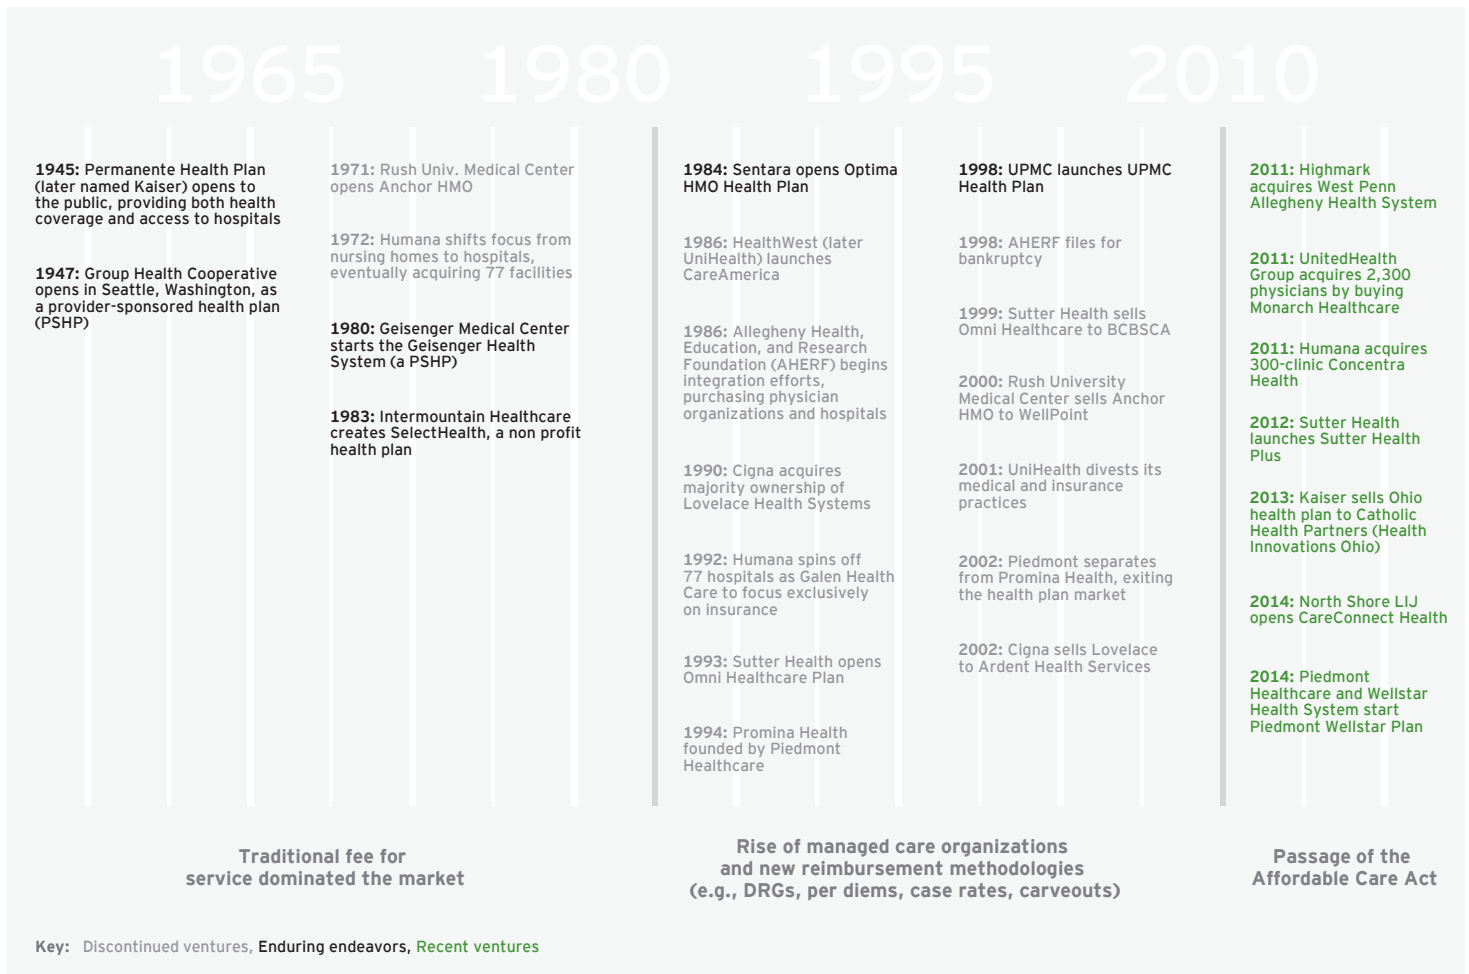 1965 1980 1995 2010
1945: Permanente Health Plan
(later named Kaiser) opens to
the public, providing both health
coverage and access to hospitals
1947: Group Health Cooperative
opens in Seattle, Washington, as
a provider-sponsored health plan
(PSHP)
1971: Rush Univ. Medical Center
opens Anchor HMO
1972: Humana shifts focus from
nursing homes to hospitals,
eventually acquiring 77 facilities
1980: Geisenger Medical Center
starts the Geisenger Health
System (a PSHP)
1983: Intermountain Healthcare
creates SelectHealth, a non profit
health plan
1984: Sentara opens Optima
HMO Health Plan
1986: HealthWest (later
UniHealth) launches
CareAmerica
1986: Allegheny Health,
Education, and Research
Foundation (AHERF) begins
integration efforts,
purchasing physician
organizations and hospitals
1990: Cigna acquires
majority ownership of
Lovelace Health Systems
1992: Humana spins off
77 hospitals as Galen Health
Care to focus exclusively
on insurance
1993: Sutter Health opens
Omni Healthcare Plan
1994: Promina Health
founded by Piedmont
Healthcare
1998: UPMC launches UPMC
Health Plan
1998: AHERF files for
bankruptcy
1999: Sutter Health sells
Omni Healthcare to BCBSCA
2000: Rush University
Medical Center sells Anchor
HMO to WellPoint
2001: UniHealth divests its
medical and insurance
practices
2002: Piedmont separates
from Promina Health, exiting
the health plan market
2002: Cigna sells Lovelace
to Ardent Health Services
2011: Highmark
acquires West Penn
Allegheny Health System
2011: UnitedHealth
Group acquires 2,300
physicians by buying
Monarch Healthcare
2011: Humana acquires
300-clinic Concentra
Health
2012: Sutter Health
launches Sutter Health
Plus
2013: Kaiser sells Ohio
health plan to Catholic
Health Partners (Health
Innovations Ohio)
2014: North Shore LIJ
opens CareConnect Health
2014: Piedmont
Healthcare and Wellstar
Health System start
Piedmont Wellstar Plan
Traditional fee for
service dominated the market
Rise of managed care organizations
and new reimbursement methodologies
(e.g., DRGs, per diems, case rates, carveouts)
Passage of the
Affordable Care Act
Key: Discontinued ventures, Enduring endeavors, Recent ventures